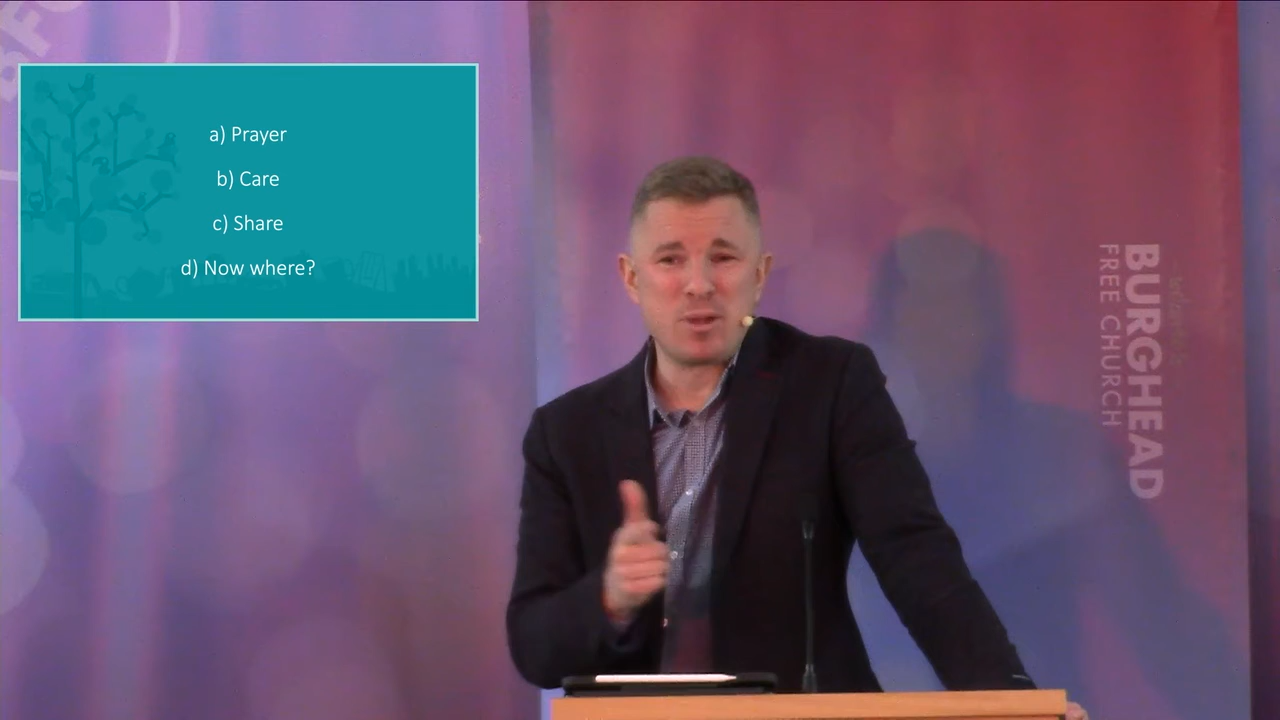 a) Prayer
b) Care
c) Share
d) Now where?
BURGHEAD
FREE CHURCH